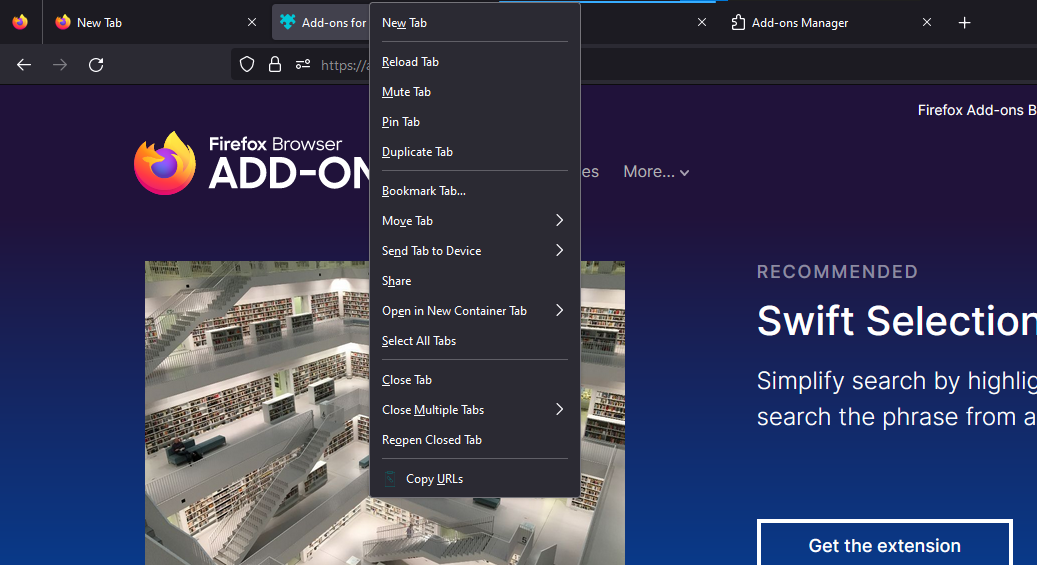 New Tab
Add-ons for
Add-ons Manager
https://a
New Tab
Reload Tab
Mute Tab
Pin Tab
Duplicate Tab
Bookmark Tab...
Move Tab
Send Tab to Device
Share
Open in New Container Tab
Select All Tabs
Close Tab
Close Multiple Tabs
Reopen Closed Tab
Copy URLs
Firefox Add-ons B
Firefox Browser
ADD-ON
es
More...
RECOMMENDED
Swift Selection
Simplify search by highlig
search the phrase from a
Get the extension